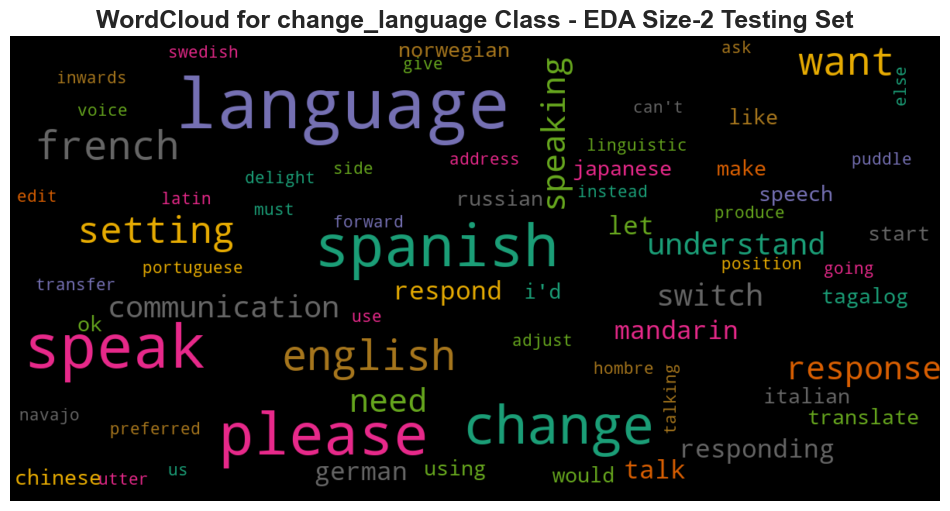 WordCloud for change_language Class - EDA Size-2 Testing Set
swedish
norwegian
ask
give
want
inwards
language
speaking
else
voice
can't
like
french
linguistic
address
japanese
make
puddle
side
delight
edit
latin
russian
instead
speech
must
forward
produce
setting
let
start
spanish
understand
portuguese
position
going
transfer
respond
i'd
switch
tagalog
communication
use
ok
mandarin
speak
english
adjust
hombre
response
talking
italian
need
navajo
preferred
please
change
translate
responding
chinese
utter
us
german
using
would
talk